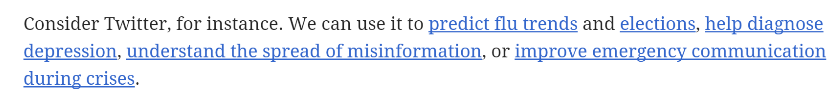 Consider Twitter, for instance. We can use it to predict flu trends and elections, help diagnose
depression, understand the spread of misinformation, or improve emergency communication
during crises.